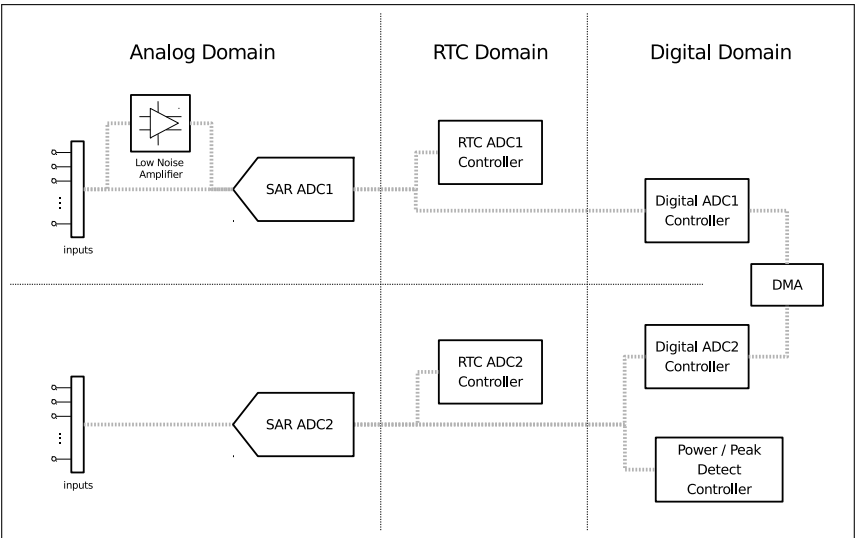 Analog Domain
RTC Domain
Digital Domain
Low Noise
Amplifier
SAR ADC1
inputs
RTC ADC1
Controller
Digital ADC1
Controller
DMA
SAR ADC2
inputs
RTC ADC2
Controller
Digital ADC2
Controller
Power / Peak
Detect
Controller